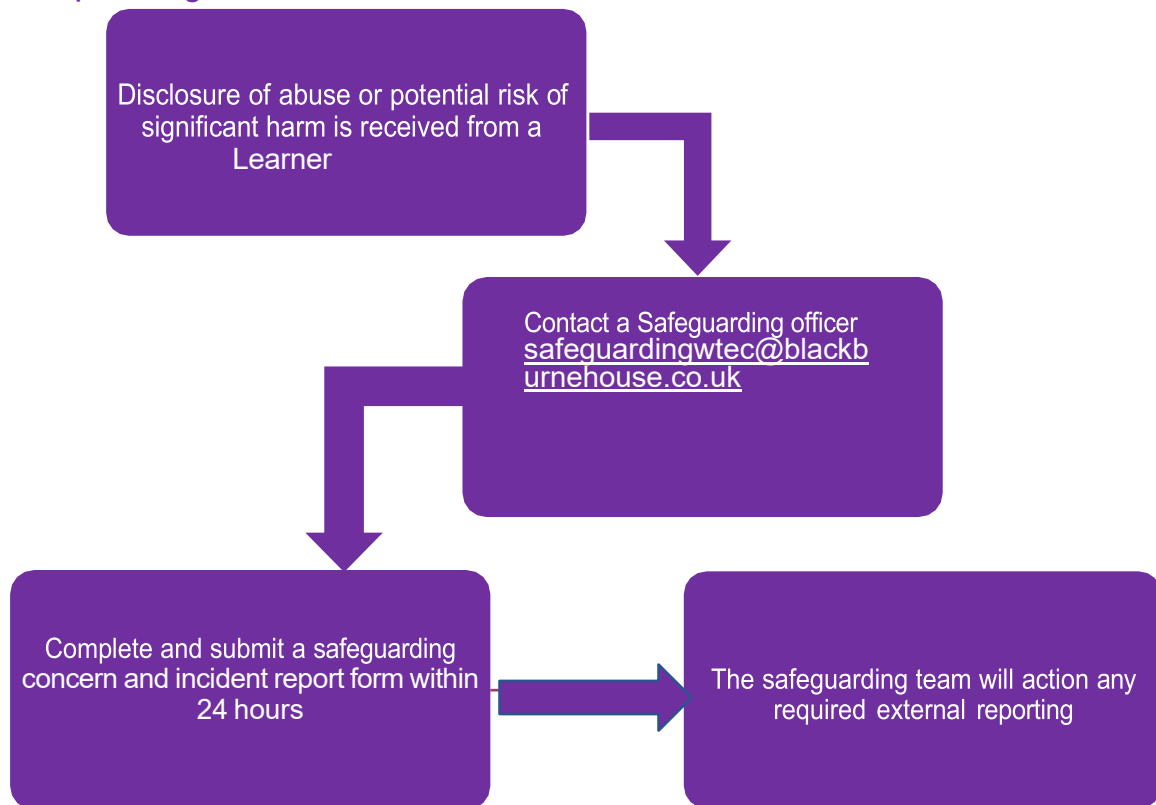 Disclosure of abuse or potential risk of
significant harm is received from a
Learner
Contact a Safeguarding officer
safeguardingwtec@blackb
urnehouse.co.uk
Complete and submit a safeguarding
concern and incident report form within
24 hours
The safeguarding team will action any
required external reporting